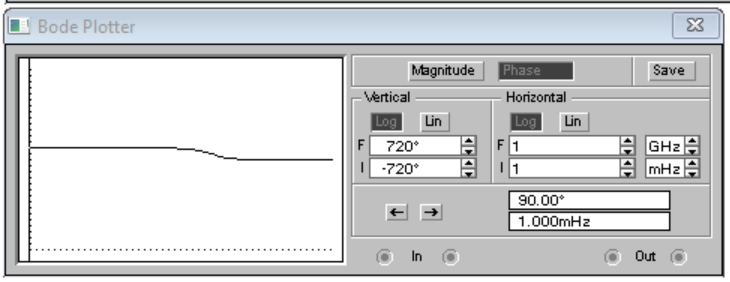 Bode Plotter
Magnitude Phase Save
Vertical Horizontal
Log Lin Log Lin
F 720° F 1 GHz
I -720° I 1 mHz
90.00°
1.000mHz
In Out